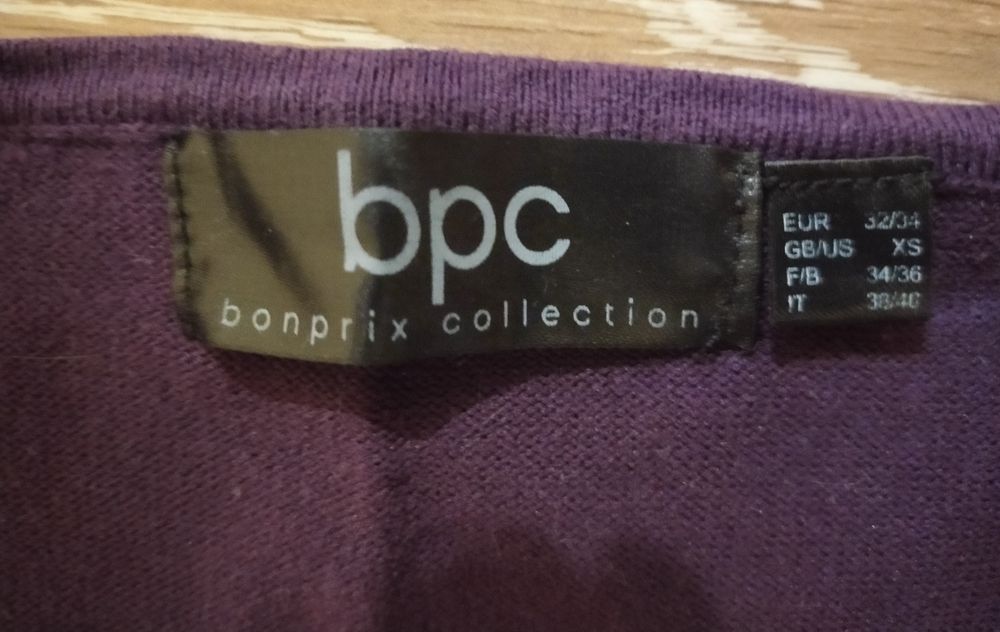 bpc
bonprix collection
EUR 32/34
GB/US XS
F/B 34/36
IT 38/40